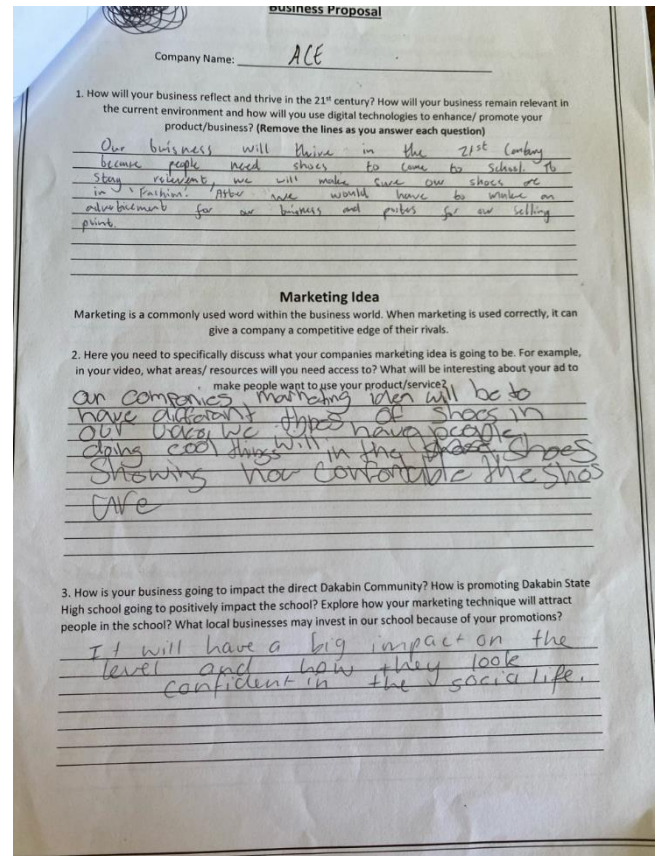 Business Proposal
Company Name: ACE
1. How will your business reflect and thrive in the 21st century? How will your business remain relevant in
the current environment and how will you use digital technologies to enhance/ promote your
product/business? (Remove the lines as you answer each question)
Our buisness will thrive in the 21st Century
because people need shoes to come to School. To
Stay relevent, we will make sure our shoes are
in 'Fashion.' After we would have to make an
advertisement for our buisness and for our selling
point.
Marketing Idea
Marketing is a commonly used word within the business world. When marketing is used correctly, it can
give a company a competitive edge of their rivals.
2. Here you need to specifically discuss what your companies marketing idea is going to be. For example,
in your video, what areas/ resources will you need access to? What will be interesting about your ad to
make people want to use your product/service?
our companies marketing idea will be to
have differant types of shoes in
our we will have people
doing cool things in the Shoes
Showing how Confortable the Shos
are
3. How is your business going to impact the direct Dakabin Community? How is promoting Dakabin State
High school going to positively impact the school? Explore how your marketing technique will attract
people in the school? What local businesses may invest in our school because of your promotions?
It will have a big impact on the
level and how they look
confident in the social life.